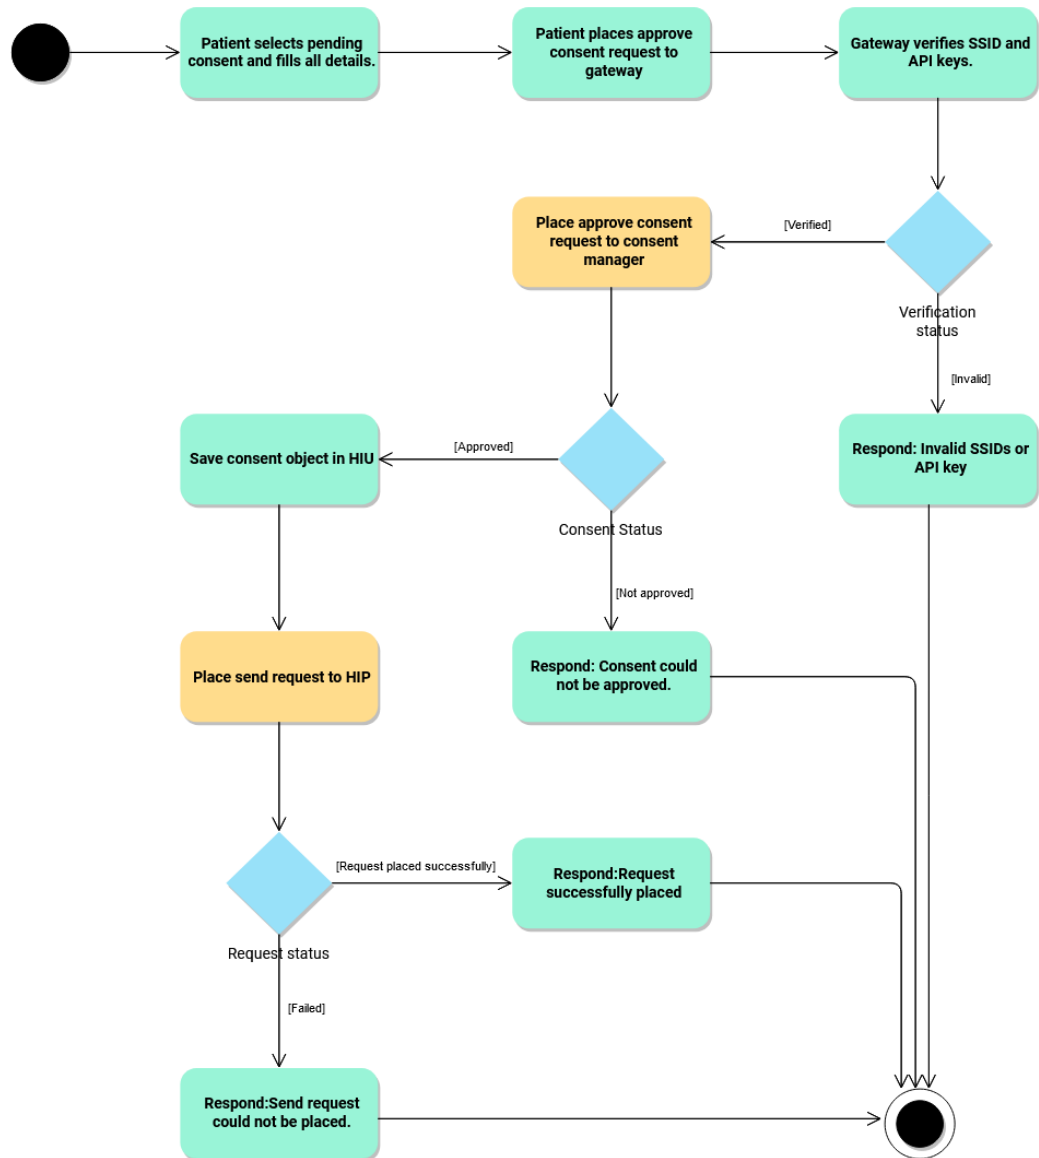 Patient selects pending
consent and fills all details.
Patient places approve
consent request to
gateway
Gateway verifies SSID and
API keys.
Place approve consent
request to consent
manager
[Verified]
Verification
status
[Invalid]
Save consent object in HIU
[Approved]
Consent Status
Respond: Invalid SSIDs or
API key
[Not approved]
Place send request to HIP
Respond: Consent could
not be approved.
[Request placed successfully]
Respond:Request
successfully placed
Request status
[Failed]
Respond:Send request
could not be placed.